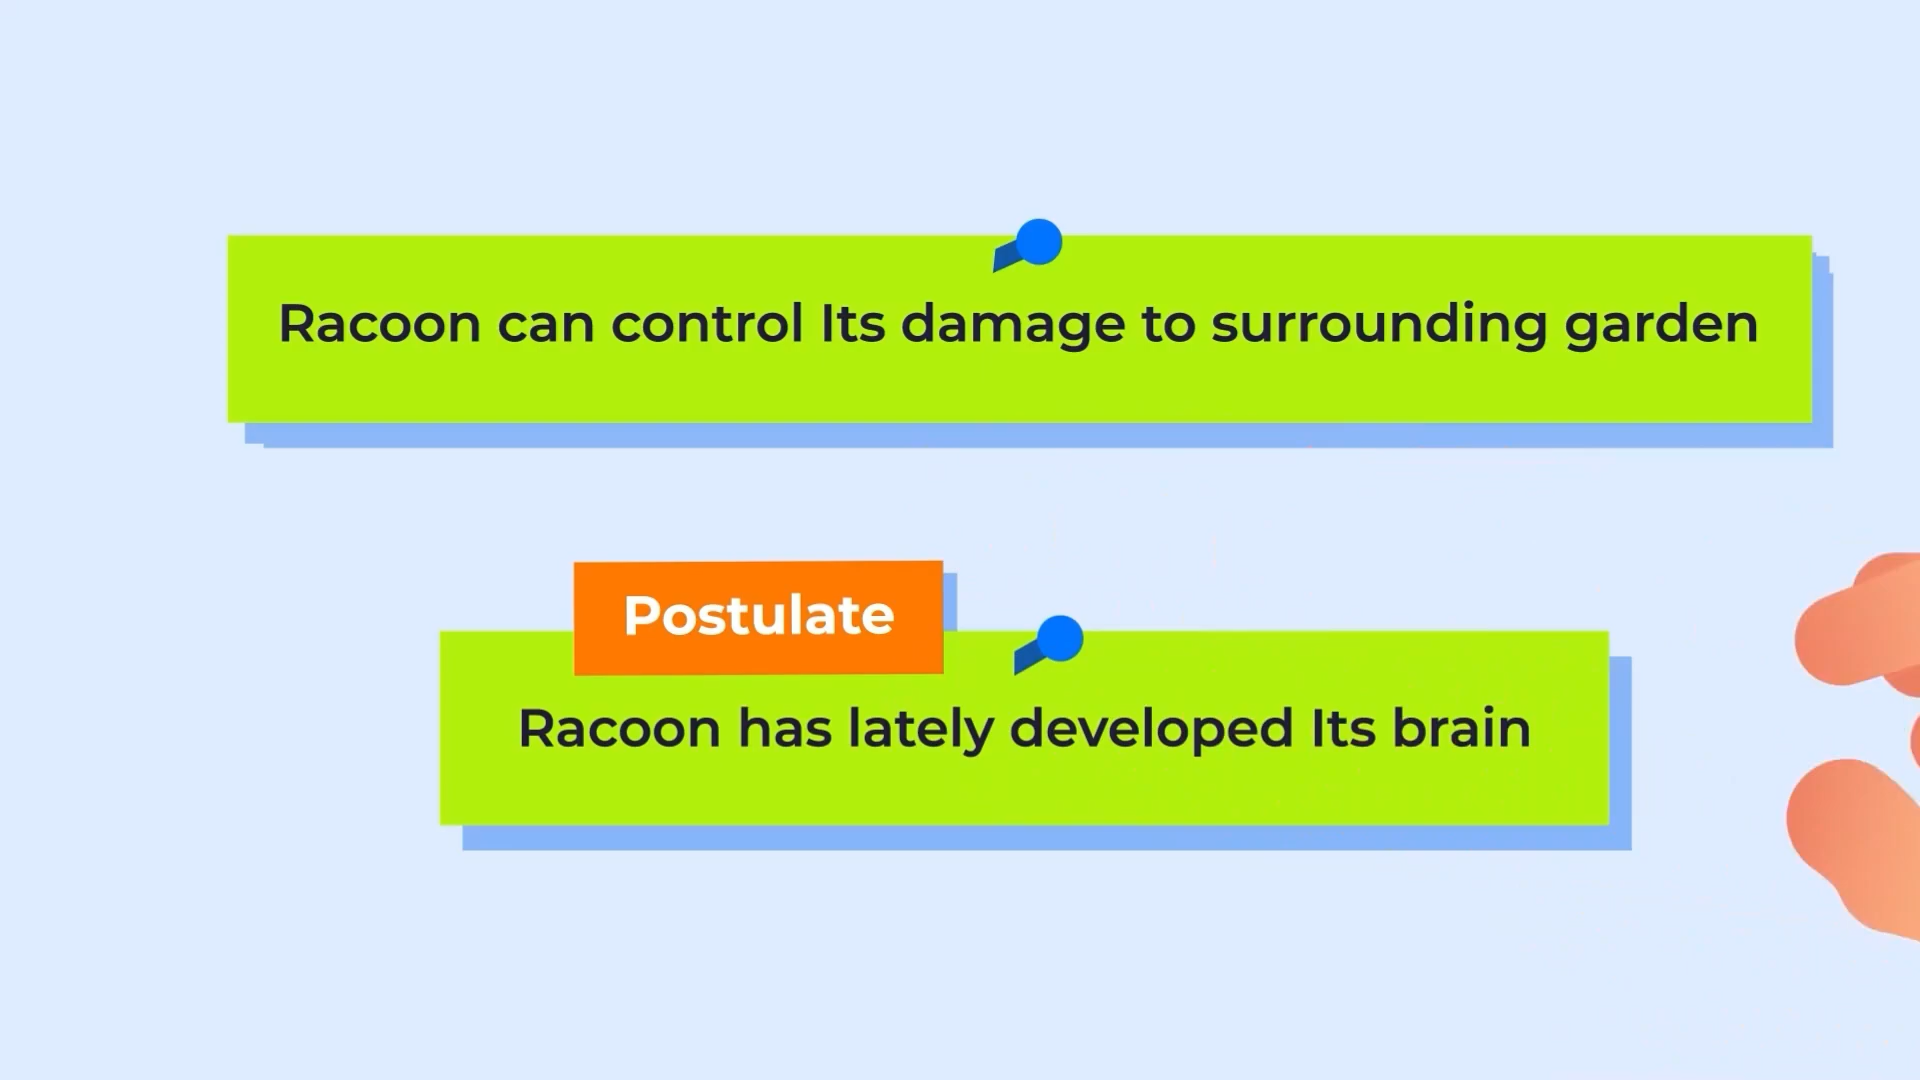 Racoon can control Its damage to surrounding garden
Postulate
Racoon has lately developed Its brain